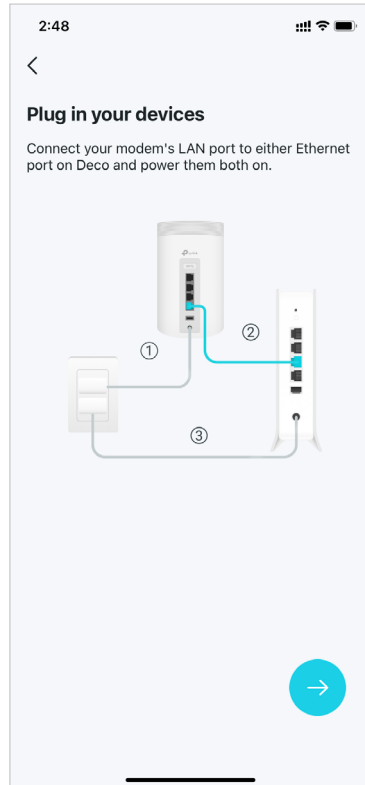 2:48
Plug in your devices
Connect your modem's LAN port to either Ethernet
port on Deco and power them both on.
①
②
③